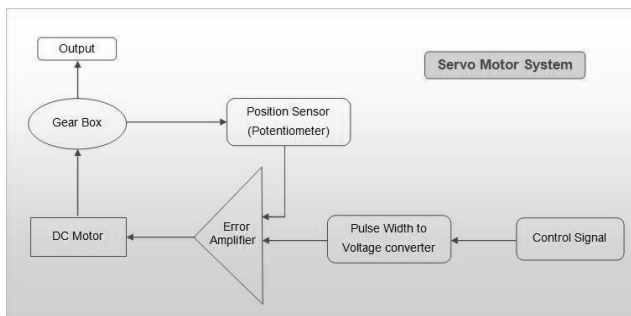 Output
Servo Motor System
Gear Box
Position Sensor
(Potentiometer)
DC Motor
Error
Amplifier
Pulse Width to
Voltage converter
Control Signal